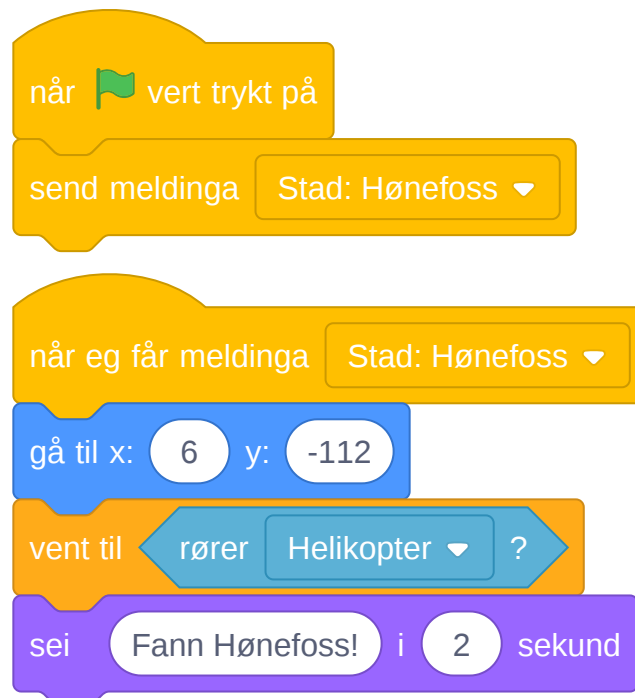 når vert trykt på
send meldinga Stad: Hønefoss
når eg får meldinga Stad: Hønefoss
gå til x: 6 y: -112
vent til rører Helikopter ?
sei Fann Hønefoss! i 2 sekund